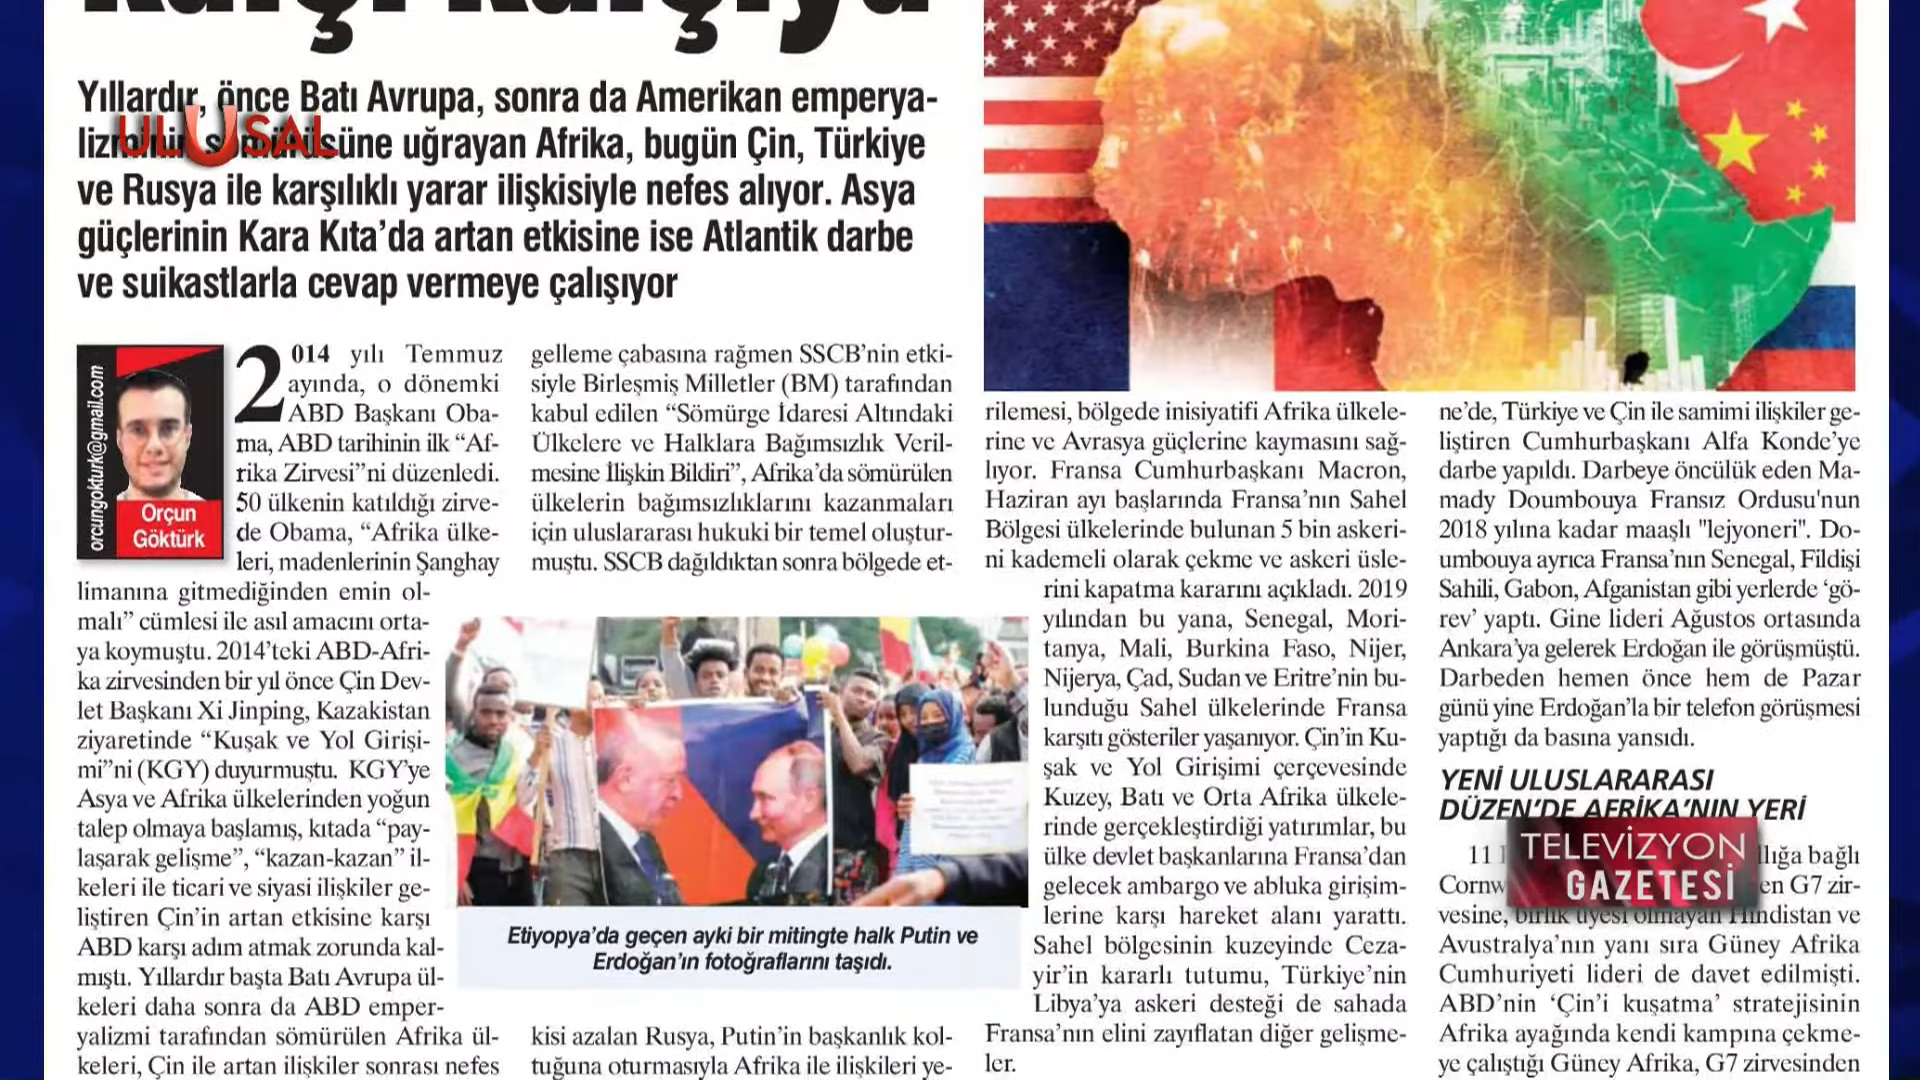 Yıllardır, önce Batı Avrupa, sonra da Amerikan emperya-
sömürüsüne uğrayan Afrika, bugün Çin, Türkiye
ve Rusya ile karşılıklı yarar ilişkisiyle nefes alıyor. Asya
güçlerinin Kara Kıta’da artan etkisine ise Atlantik darbe
ve suikastlarla cevap vermeye çalışıyor
ULUSAL
orcungokturk@gmail.com
Orçun
Göktürk
2014 yılı Temmuz
ayında, o dönemki
ABD Başkanı Oba-
ma, ABD tarihinin ilk “Af-
rika Zirvesi”ni düzenledi.
50 ülkenin katıldığı zirve-
de Obama, “Afrika ülke-
leri, madenlerinin Şanghay
limanına gitmediğinden emin ol-
malı” cümlesi ile asıl amacını orta-
ya koymuştu. 2014’teki ABD-Afri-
ka zirvesinden bir yıl önce Çin Dev-
let Başkanı Xi Jinping, Kazakistan
ziyaretinde “Kuşak ve Yol Girişi-
mi”ni (KGY) duyurmuştu. KGY’ye
Asya ve Afrika ülkelerinden yoğun
talep olmaya başlamış, kıtada “pay-
laşarak gelişme”, “kazan-kazan” il-
keleri ile ticari ve siyasi ilişkiler ge-
liştiren Çin’in artan etkisine karşı
ABD karşı adım atmak zorunda kal-
mıştı. Yıllardır başta Batı Avrupa ül-
keleri daha sonra da ABD emper-
yalizmi tarafından sömürülen Afrika ül-
keleri, Çin ile artan ilişkiler sonrası nefes
gelleme çabasına rağmen SSCB’nin etki-
siyle Birleşmiş Milletler (BM) tarafından
kabul edilen “Sömürge İdaresi Altındaki
Ülkelere ve Halklara Bağımsızlık Veril-
mesine İlişkin Bildiri”, Afrika’da sömürülen
ülkelerin bağımsızlıklarını kazanmaları
için uluslararası hukuki bir temel oluştur-
muştu. SSCB dağıldıktan sonra bölgede et-
Etiyopya’da geçen ayki bir mitingte halk Putin ve
Erdoğan’ın fotoğraflarını taşıdı.
kisi azalan Rusya, Putin’in başkanlık kol-
tuğuna oturmasıyla Afrika ile ilişkileri ye-
rilemesi, bölgede inisiyatifi Afrika ülkele-
rine ve Avrasya güçlerine kaymasını sağ-
lıyor. Fransa Cumhurbaşkanı Macron,
Haziran ayı başlarında Fransa’nın Sahel
Bölgesi ülkelerinde bulunan 5 bin askeri-
ni kademeli olarak çekme ve askeri üsle-
rini kapatma kararını açıkladı. 2019
yılından bu yana, Senegal, Mori-
tanya, Mali, Burkina Faso, Nijer,
Nijerya, Çad, Sudan ve Eritre’nin bu-
lunduğu Sahel ülkelerinde Fransa
karşıtı gösteriler yaşanıyor. Çin’in Ku-
şak ve Yol Girişimi çerçevesinde
Kuzey, Batı ve Orta Afrika ülkele-
rinde gerçekleştirdiği yatırımlar, bu
ülke devlet başkanlarına Fransa’dan
gelecek ambargo ve abluka girişim-
lerine karşı hareket alanı yarattı.
Sahel bölgesinin kuzeyinde Ceza-
yir’in kararlı tutumu, Türkiye’nin
Libya’ya askeri desteği de sahada
Fransa’nın elini zayıflatan diğer gelişme-
ler.
ne’de, Türkiye ve Çin ile samimi ilişkiler ge-
liştiren Cumhurbaşkanı Alfa Konde’ye
darbe yapıldı. Darbeye öncülük eden Ma-
mady Doumbouya Fransız Ordusu'nun
2018 yılına kadar maaşlı "lejyoneri". Do-
umbouya ayrıca Fransa’nın Senegal, Fildişi
Sahili, Gabon, Afganistan gibi yerlerde ‘gö-
rev’ yaptı. Gine lideri Ağustos ortasında
Ankara’ya gelerek Erdoğan ile görüşmüştü.
Darbeden hemen önce hem de Pazar
günü yine Erdoğan’la bir telefon görüşmesi
yaptığı da basına yansıdı.
YENİ ULUSLARARASI
DÜZEN’DE AFRİKA’NIN YERİ
11 bağlı
G7 zir-
vesine, birlik üyesi olmayan Hindistan ve
Avustralya’nın yanı sıra Güney Afrika
Cumhuriyeti lideri de davet edilmişti.
ABD’nin ‘Çin’i kuşatma’ stratejisinin
Afrika ayağında kendi kampına çekme-
ye çalıştığı Güney Afrika, G7 zirvesinden
TELEVİZYON
GAZETESİ